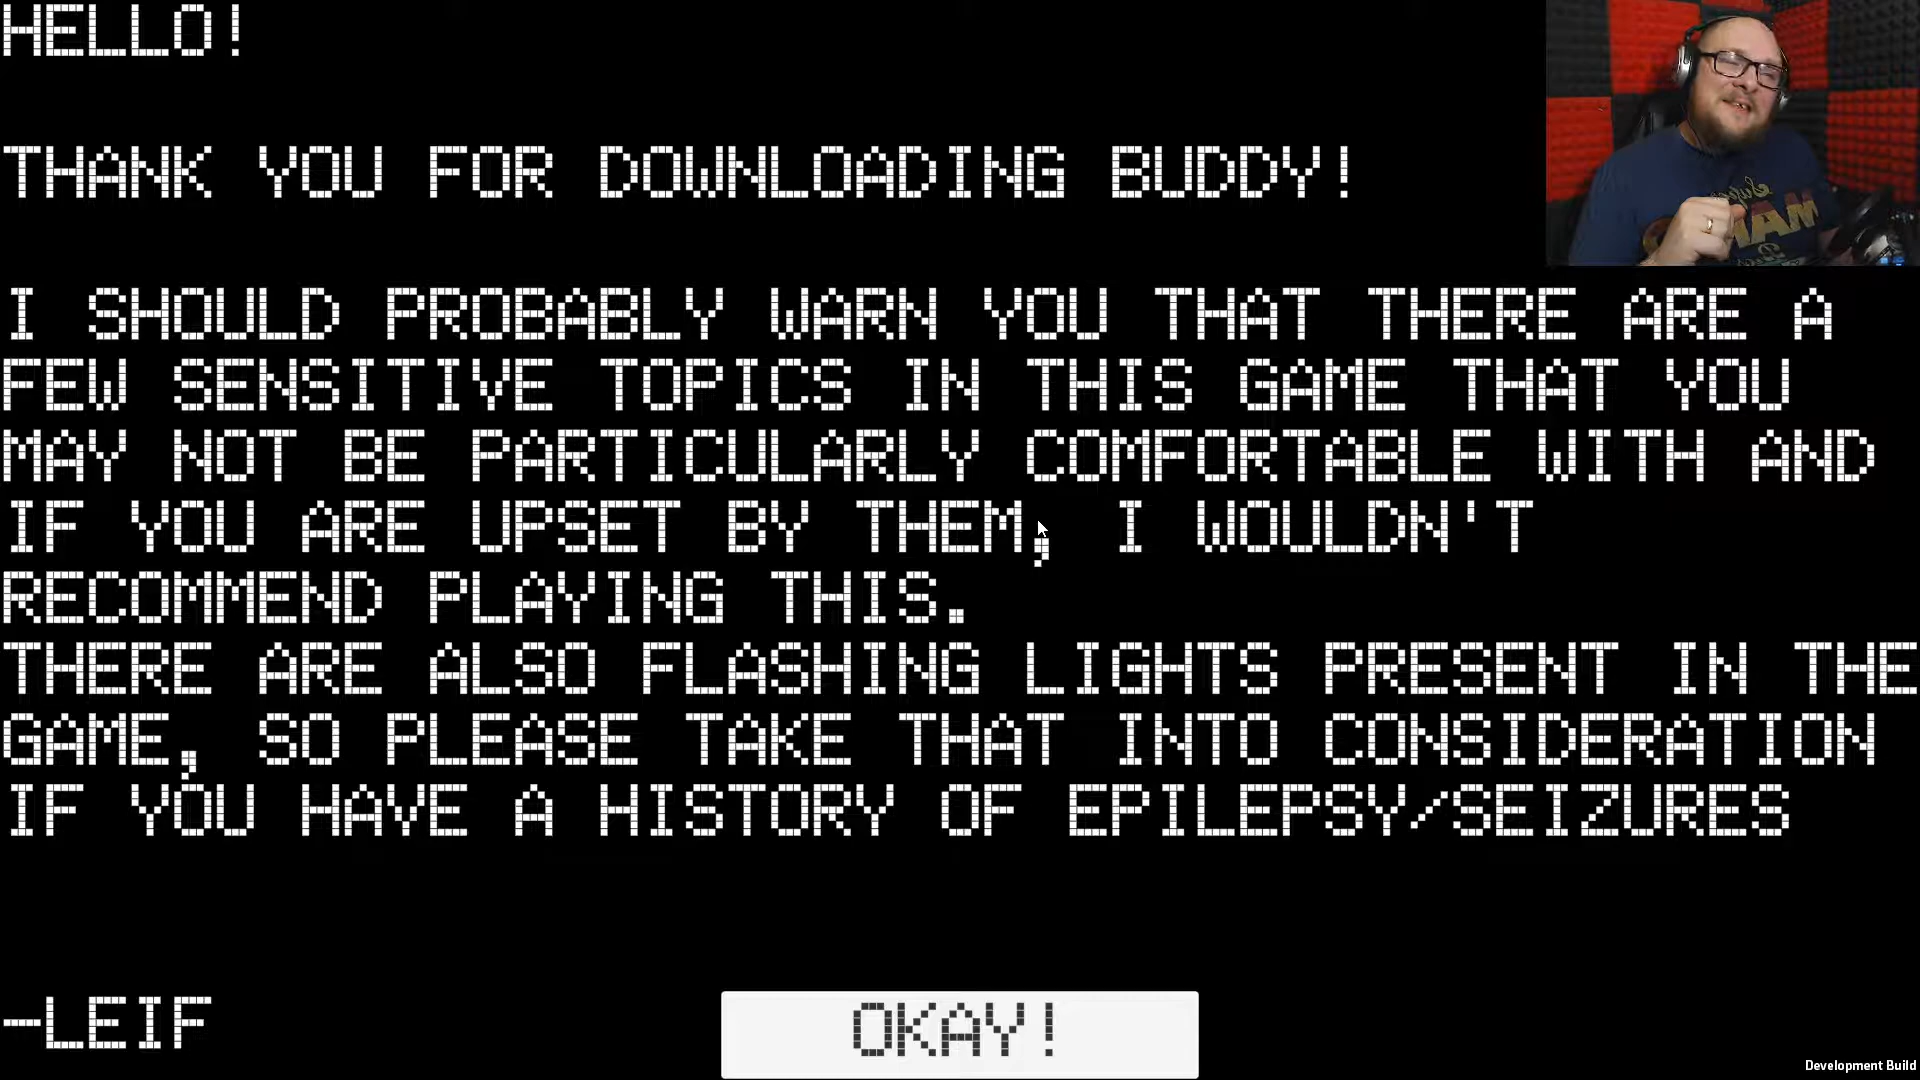 HELLO!
THANK YOU FOR DOWNLOADING BUDDY!
I SHOULD PROBABLY WARN YOU THAT THERE ARE A
FEW SENSITIVE TOPICS IN THIS GAME THAT YOU
MAY NOT BE PARTICULARLY COMFORTABLE WITH AND
IF YOU ARE UPSET BY THEM, I WOULDN'T
RECOMMEND PLAYING THIS.
THERE ARE ALSO FLASHING LIGHTS PRESENT IN THE
GAME, SO PLEASE TAKE THAT INTO CONSIDERATION
IF YOU HAVE A HISTORY OF EPILEPSY/SEIZURES
-LEIF
OKAY!
Development Build